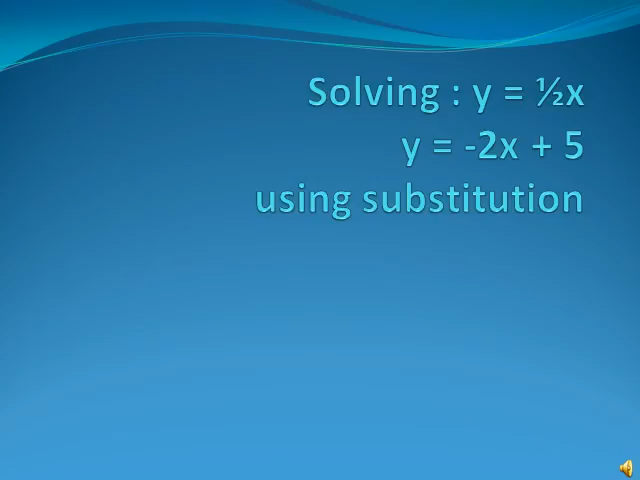 Solving : y = ½x
y = -2x + 5
using substitution